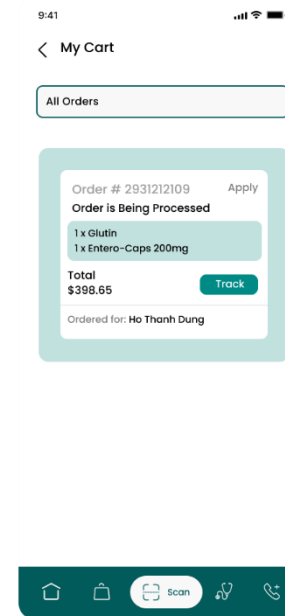 9:41
My Cart
All Orders
Order # 2931212109 Apply
Order is Being Processed
1 x Glutin
1 x Entero-Caps 200mg
Total
$398.65 Track
Ordered for: Ho Thanh Dung
Scan